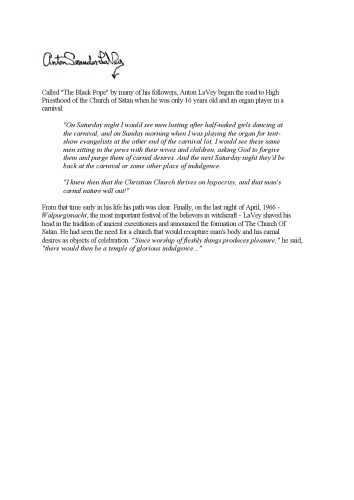 Anton Szandor LaVey
Called "The Black Pope" by many of his followers, Anton LaVey began the road to High
Priesthood of the Church of Satan when he was only 16 years old and an organ player in a
carnival:
"On Saturday night I would see men lusting after half-naked girls dancing at
the carnival, and on Sunday morning when I was playing the organ for tent-
show evangelists at the other end of the carnival lot, I would see these same
men sitting in the pews with their wives and children, asking God to forgive
them and purge them of carnal desires. And the next Saturday night they'd be
back at the carnival or some other place of indulgence.
"I knew then that the Christian Church thrives on hypocrisy, and that man's
carnal nature will out!"
From that time early in his life his path was clear. Finally, on the last night of April, 1966 -
Walpurgisnacht, the most important festival of the believers in witchcraft - LaVey shaved his
head in the tradition of ancient executioners and announced the formation of The Church Of
Satan. He had seen the need for a church that would recapture man's body and his carnal
desires as objects of celebration. "Since worship of fleshly things produces pleasure," he said,
"there would then be a temple of glorious indulgence..."